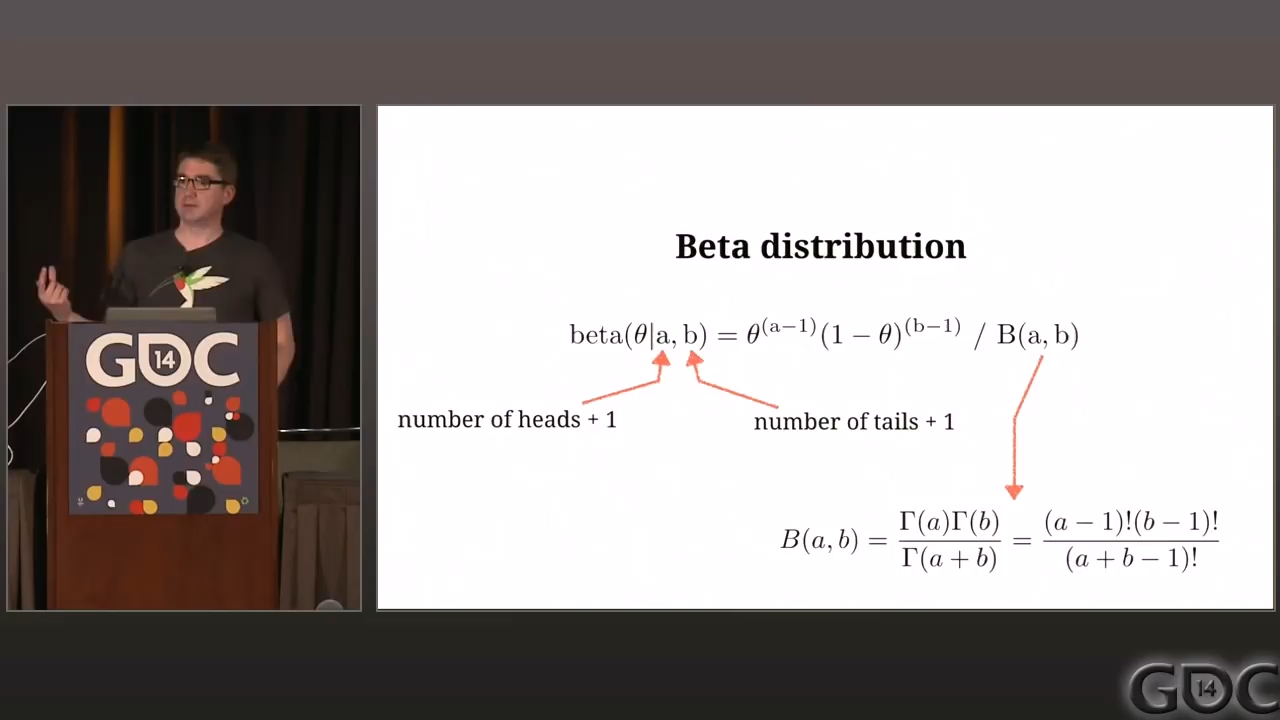 GDC
14
Beta distribution
beta(θ|a, b) = θ^(a−1)(1 − θ)^(b−1) / B(a, b)
number of heads + 1
number of tails + 1
B(a, b) = Γ(a)Γ(b) / Γ(a + b) = (a − 1)!(b − 1)! / (a + b − 1)!
GDC
14